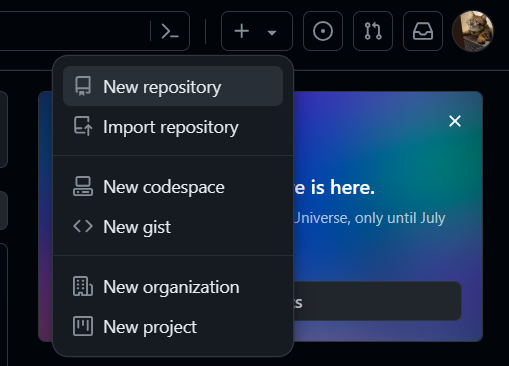 New repository
Import repository
New codespace
New gist
New organization
New project
is here.
Universe, only until July